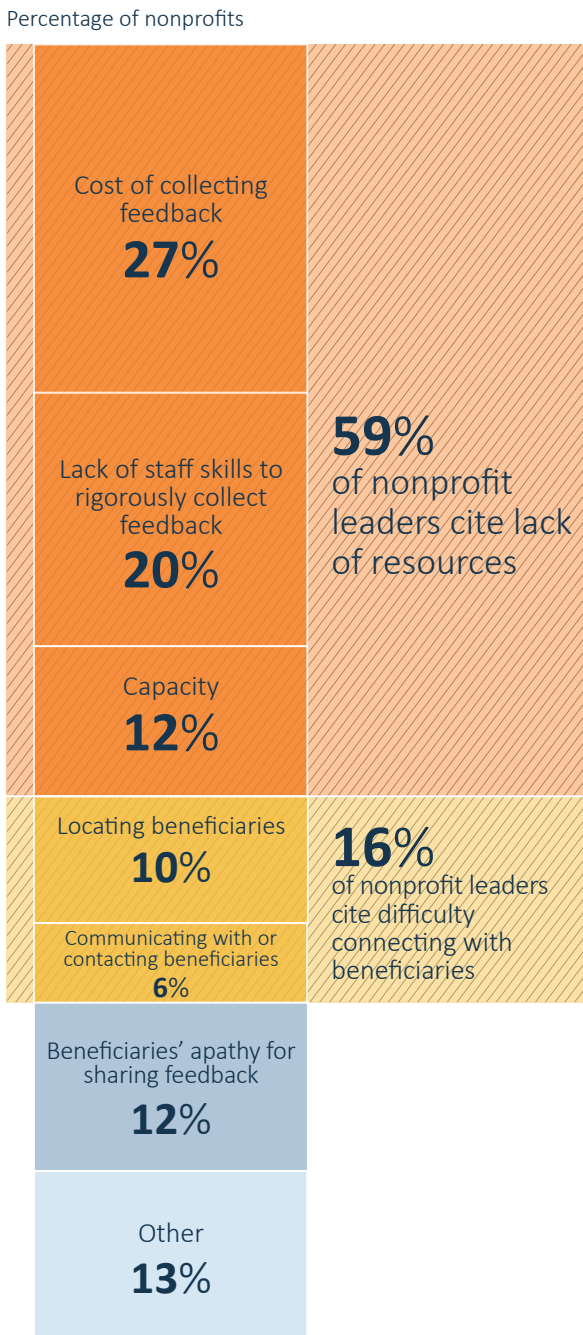 Percentage of nonprofits
Cost of collecting
feedback
27%
Lack of staff skills to
rigorously collect
feedback
20%
Capacity
12%
59%
of nonprofit
leaders cite lack
of resources
Locating beneficiaries
10%
Communicating with or
contacting beneficiaries
6%
16%
of nonprofit leaders
cite difficulty
connecting with
beneficiaries
Beneficiaries’ apathy for
sharing feedback
12%
Other
13%